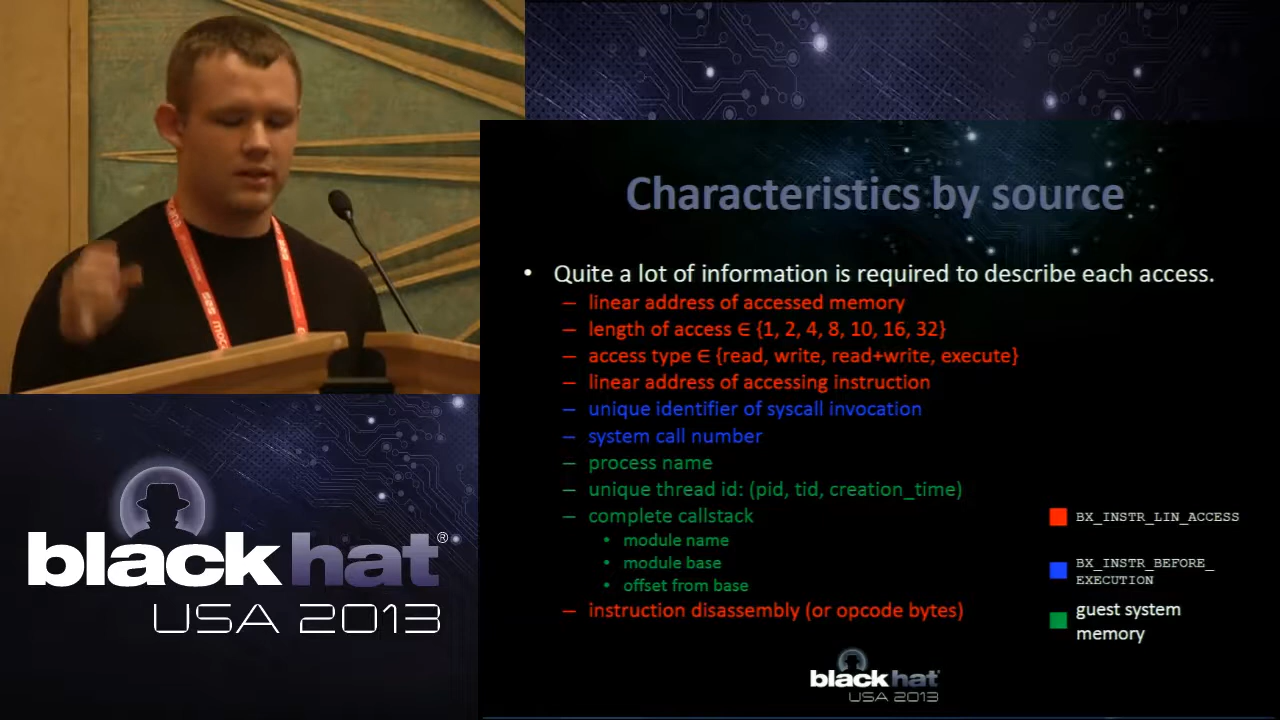 Characteristics by source
• Quite a lot of information is required to describe each access.
– linear address of accessed memory
– length of access ∈ {1, 2, 4, 8, 10, 16, 32}
– access type ∈ {read, write, read+write, execute}
– linear address of accessing instruction
– unique identifier of syscall invocation
– system call number
– process name
– unique thread id: (pid, tid, creation_time)
– complete callstack
• module name
• module base
• offset from base
– instruction disassembly (or opcode bytes)
BX_INSTR_LIN_ACCESS
BX_INSTR_BEFORE_
EXECUTION
guest system
memory
black hat
USA 2013
black hat®
USA 2013